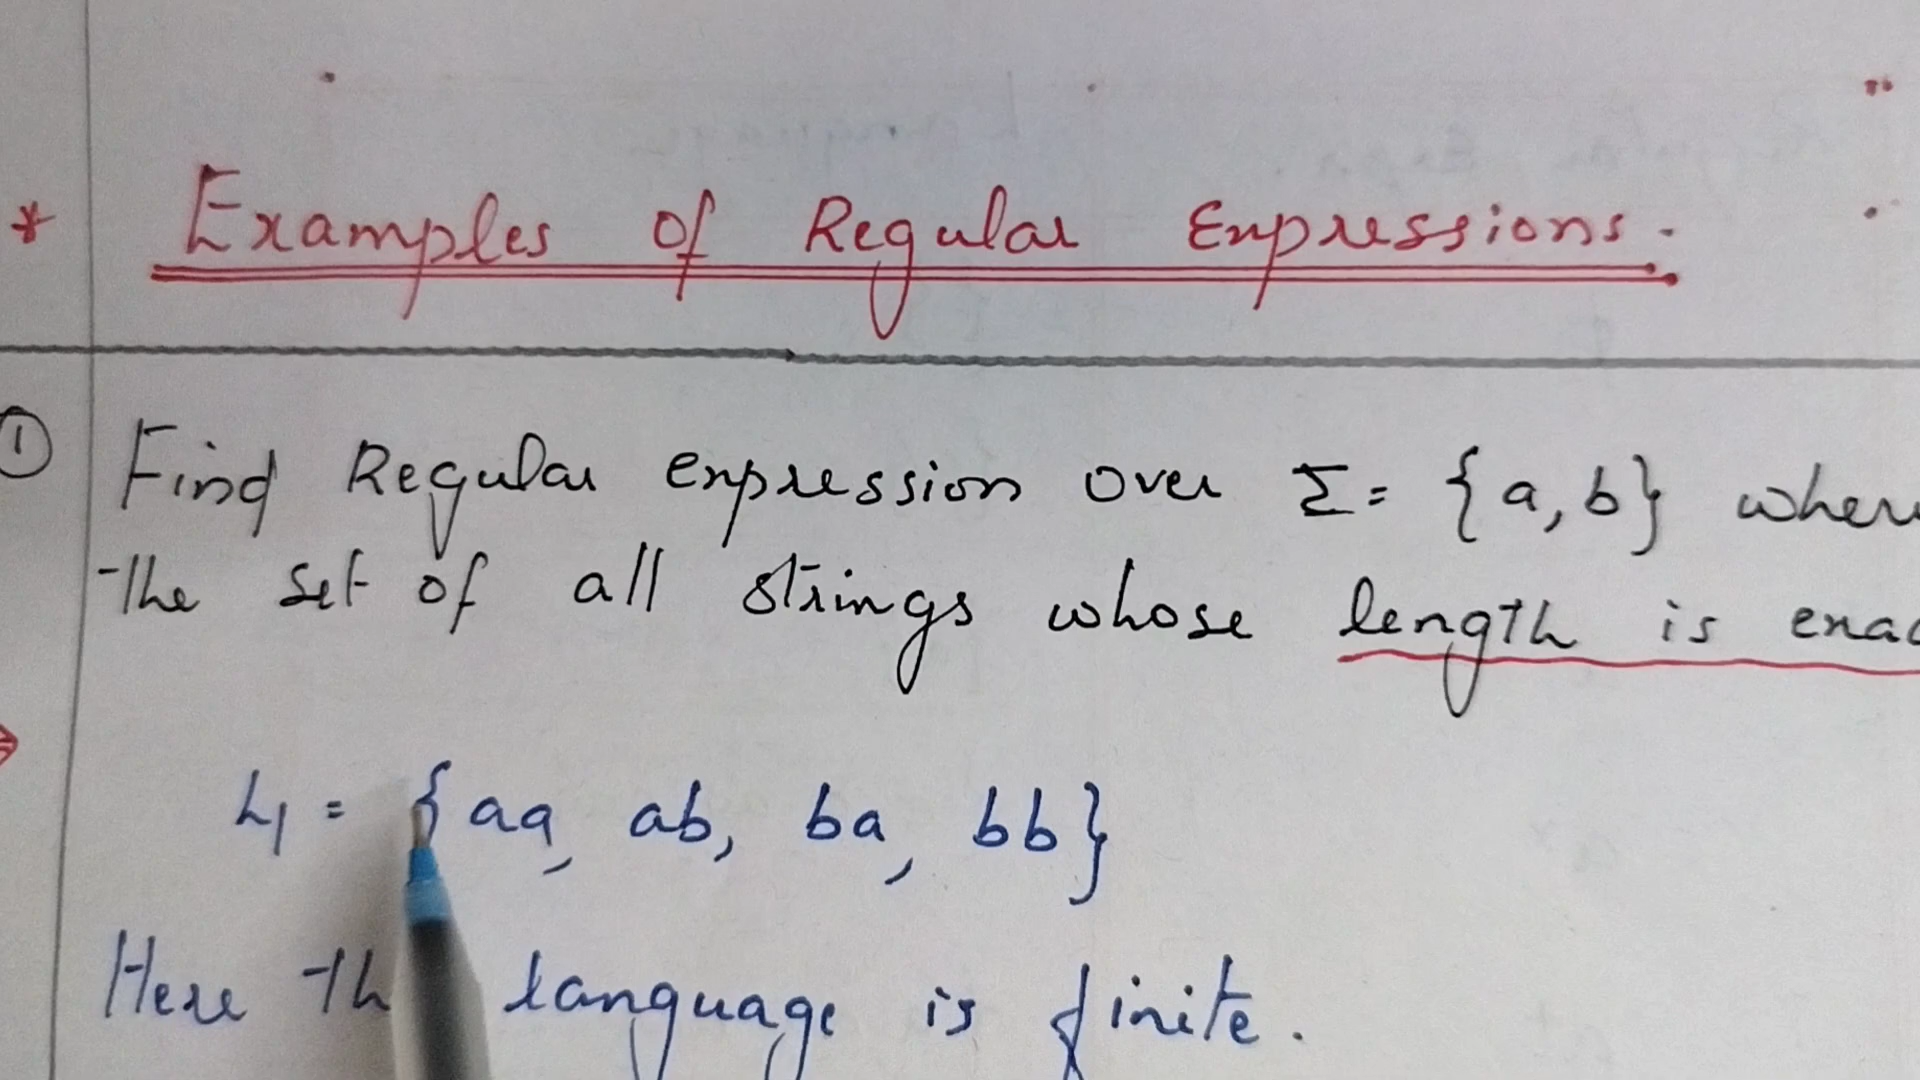 * Examples of Regular Expressions.
① Find Regular expression over Σ = {a, b} wher
the set of all strings whose length is exac
L₁ = {aa, ab, ba, bb}
Here th language is finite.